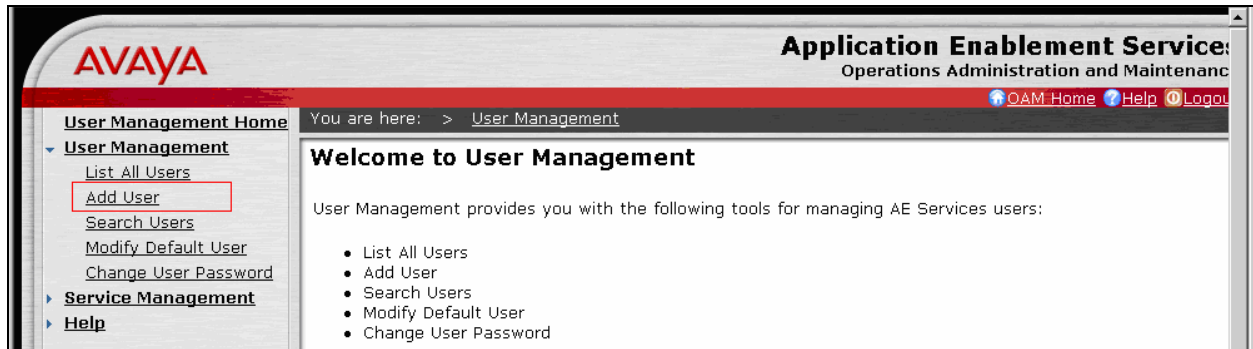 AVAYA
Application Enablement Service
Operations Administration and Maintenanc
OAM Home Help Logou
User Management Home
You are here: > User Management
User Management
List All Users
Add User
Search Users
Modify Default User
Change User Password
Service Management
Help
Welcome to User Management
User Management provides you with the following tools for managing AE Services users:
• List All Users
• Add User
• Search Users
• Modify Default User
• Change User Password